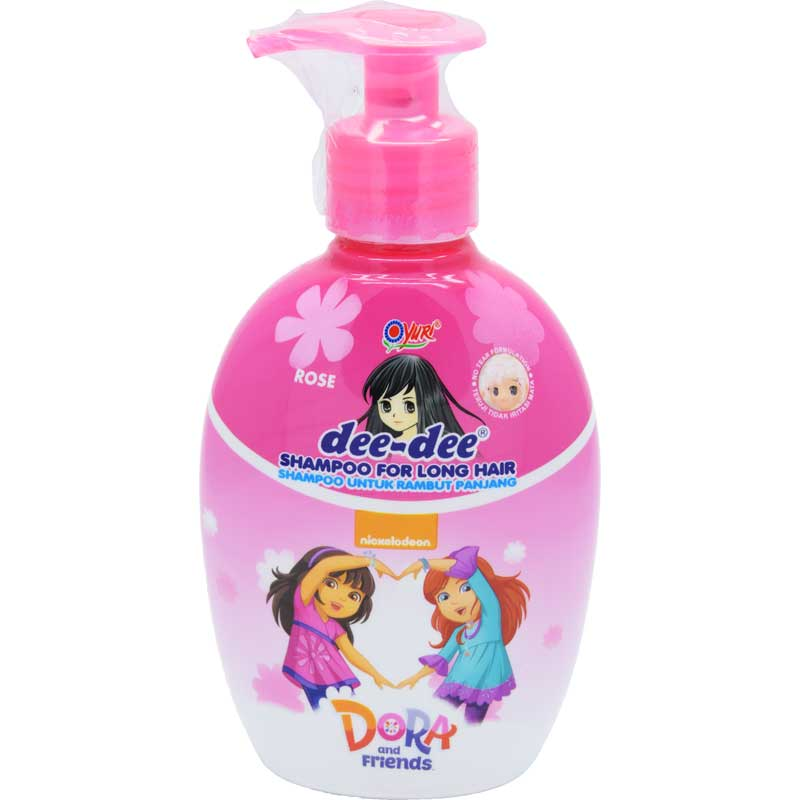 YURI®
ROSE
NO TEAR FORMULATION
TERUJI TIDAK IRITASI MATA
dee-dee®
SHAMPOO FOR LONG HAIR
SHAMPOO UNTUK RAMBUT PANJANG
nickelodeon
DORA
and
Friends